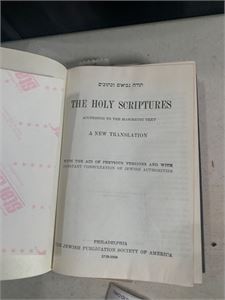 תורה נביאים וכתובים
THE HOLY SCRIPTURES
ACCORDING TO THE MASORETIC TEXT
A NEW TRANSLATION
WITH THE AID OF PREVIOUS VERSIONS AND WITH
CONSTANT CONSULTATION OF JEWISH AUTHORITIES
PHILADELPHIA
THE JEWISH PUBLICATION SOCIETY OF AMERICA